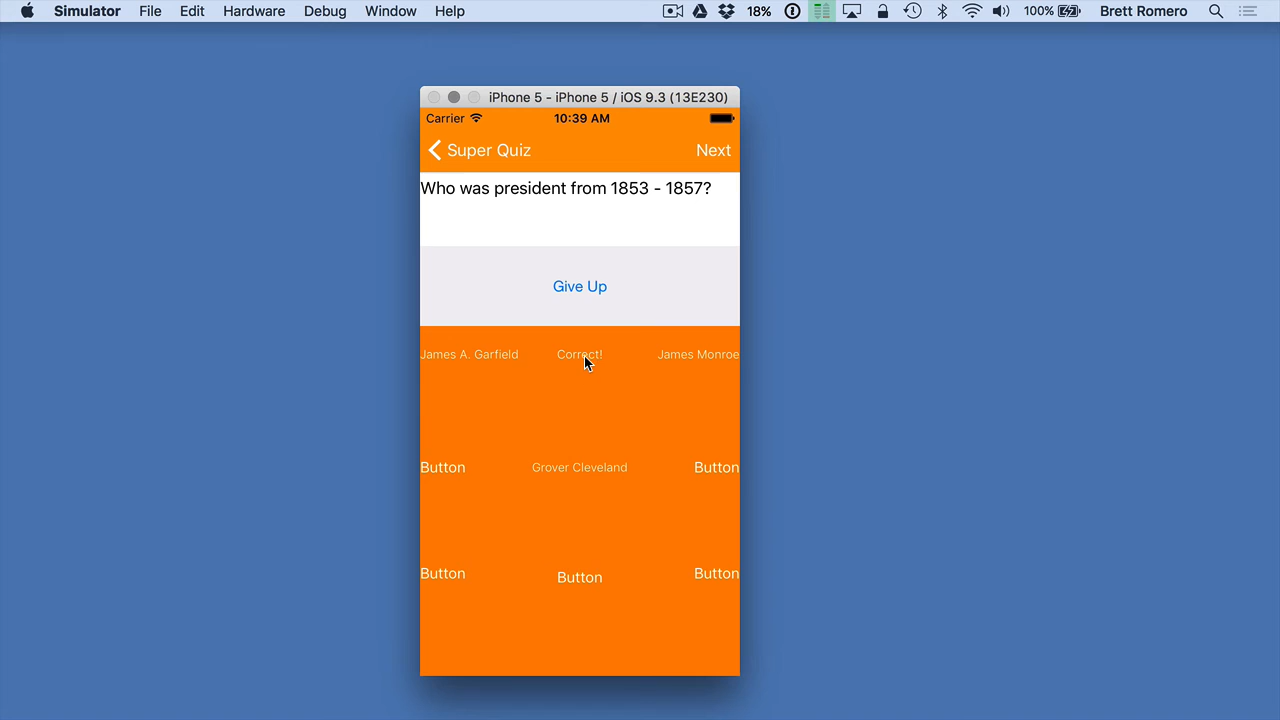 Simulator File Edit Hardware Debug Window Help 18% 100% Brett Romero
iPhone 5 - iPhone 5 / iOS 9.3 (13E230)
Carrier 10:39 AM
Super Quiz Next
Who was president from 1853 - 1857?
Give Up
James A. Garfield Correct! James Monroe
Button Grover Cleveland Button
Button Button Button